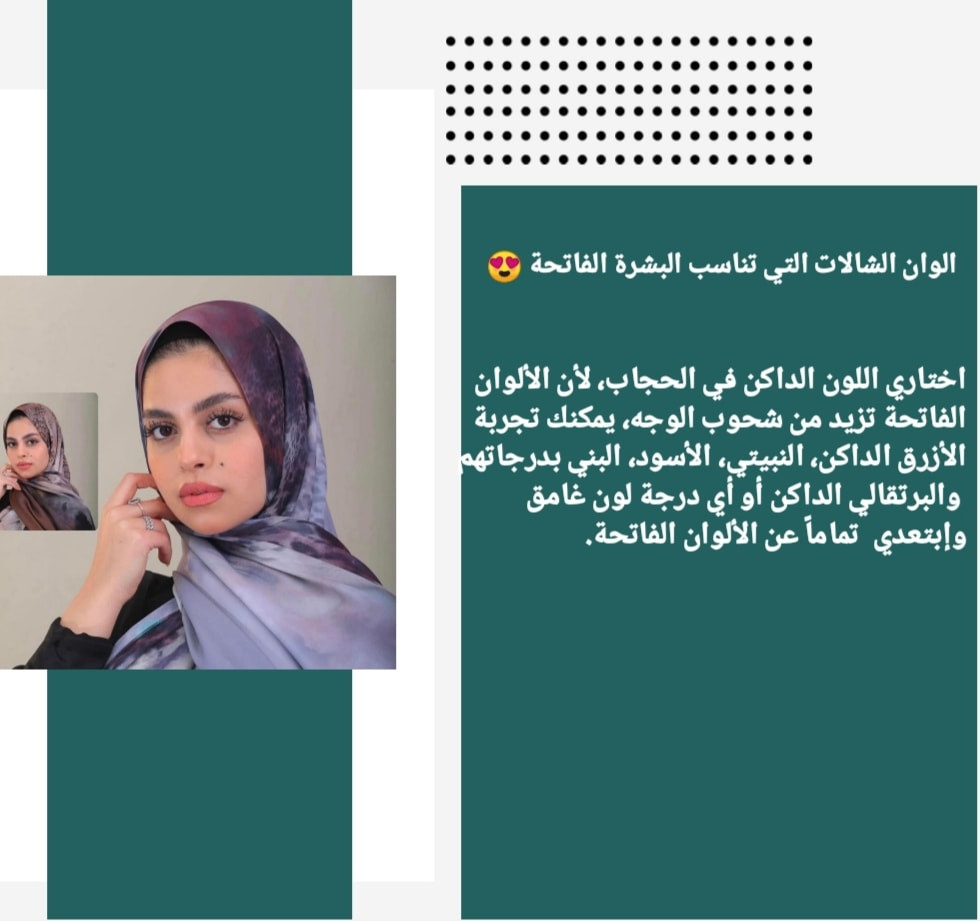 الوان الشالات التي تناسب البشرة الفاتحة 😍
اختاري اللون الداكن في الحجاب، لأن الألوان
الفاتحة تزيد من شحوب الوجه، يمكنك تجربة
الأزرق الداكن، النبيتي، الأسود، البني بدرجاتهم
والبرتقالي الداكن أو أي درجة لون غامق
وإبتعدي تماماً عن الألوان الفاتحة.